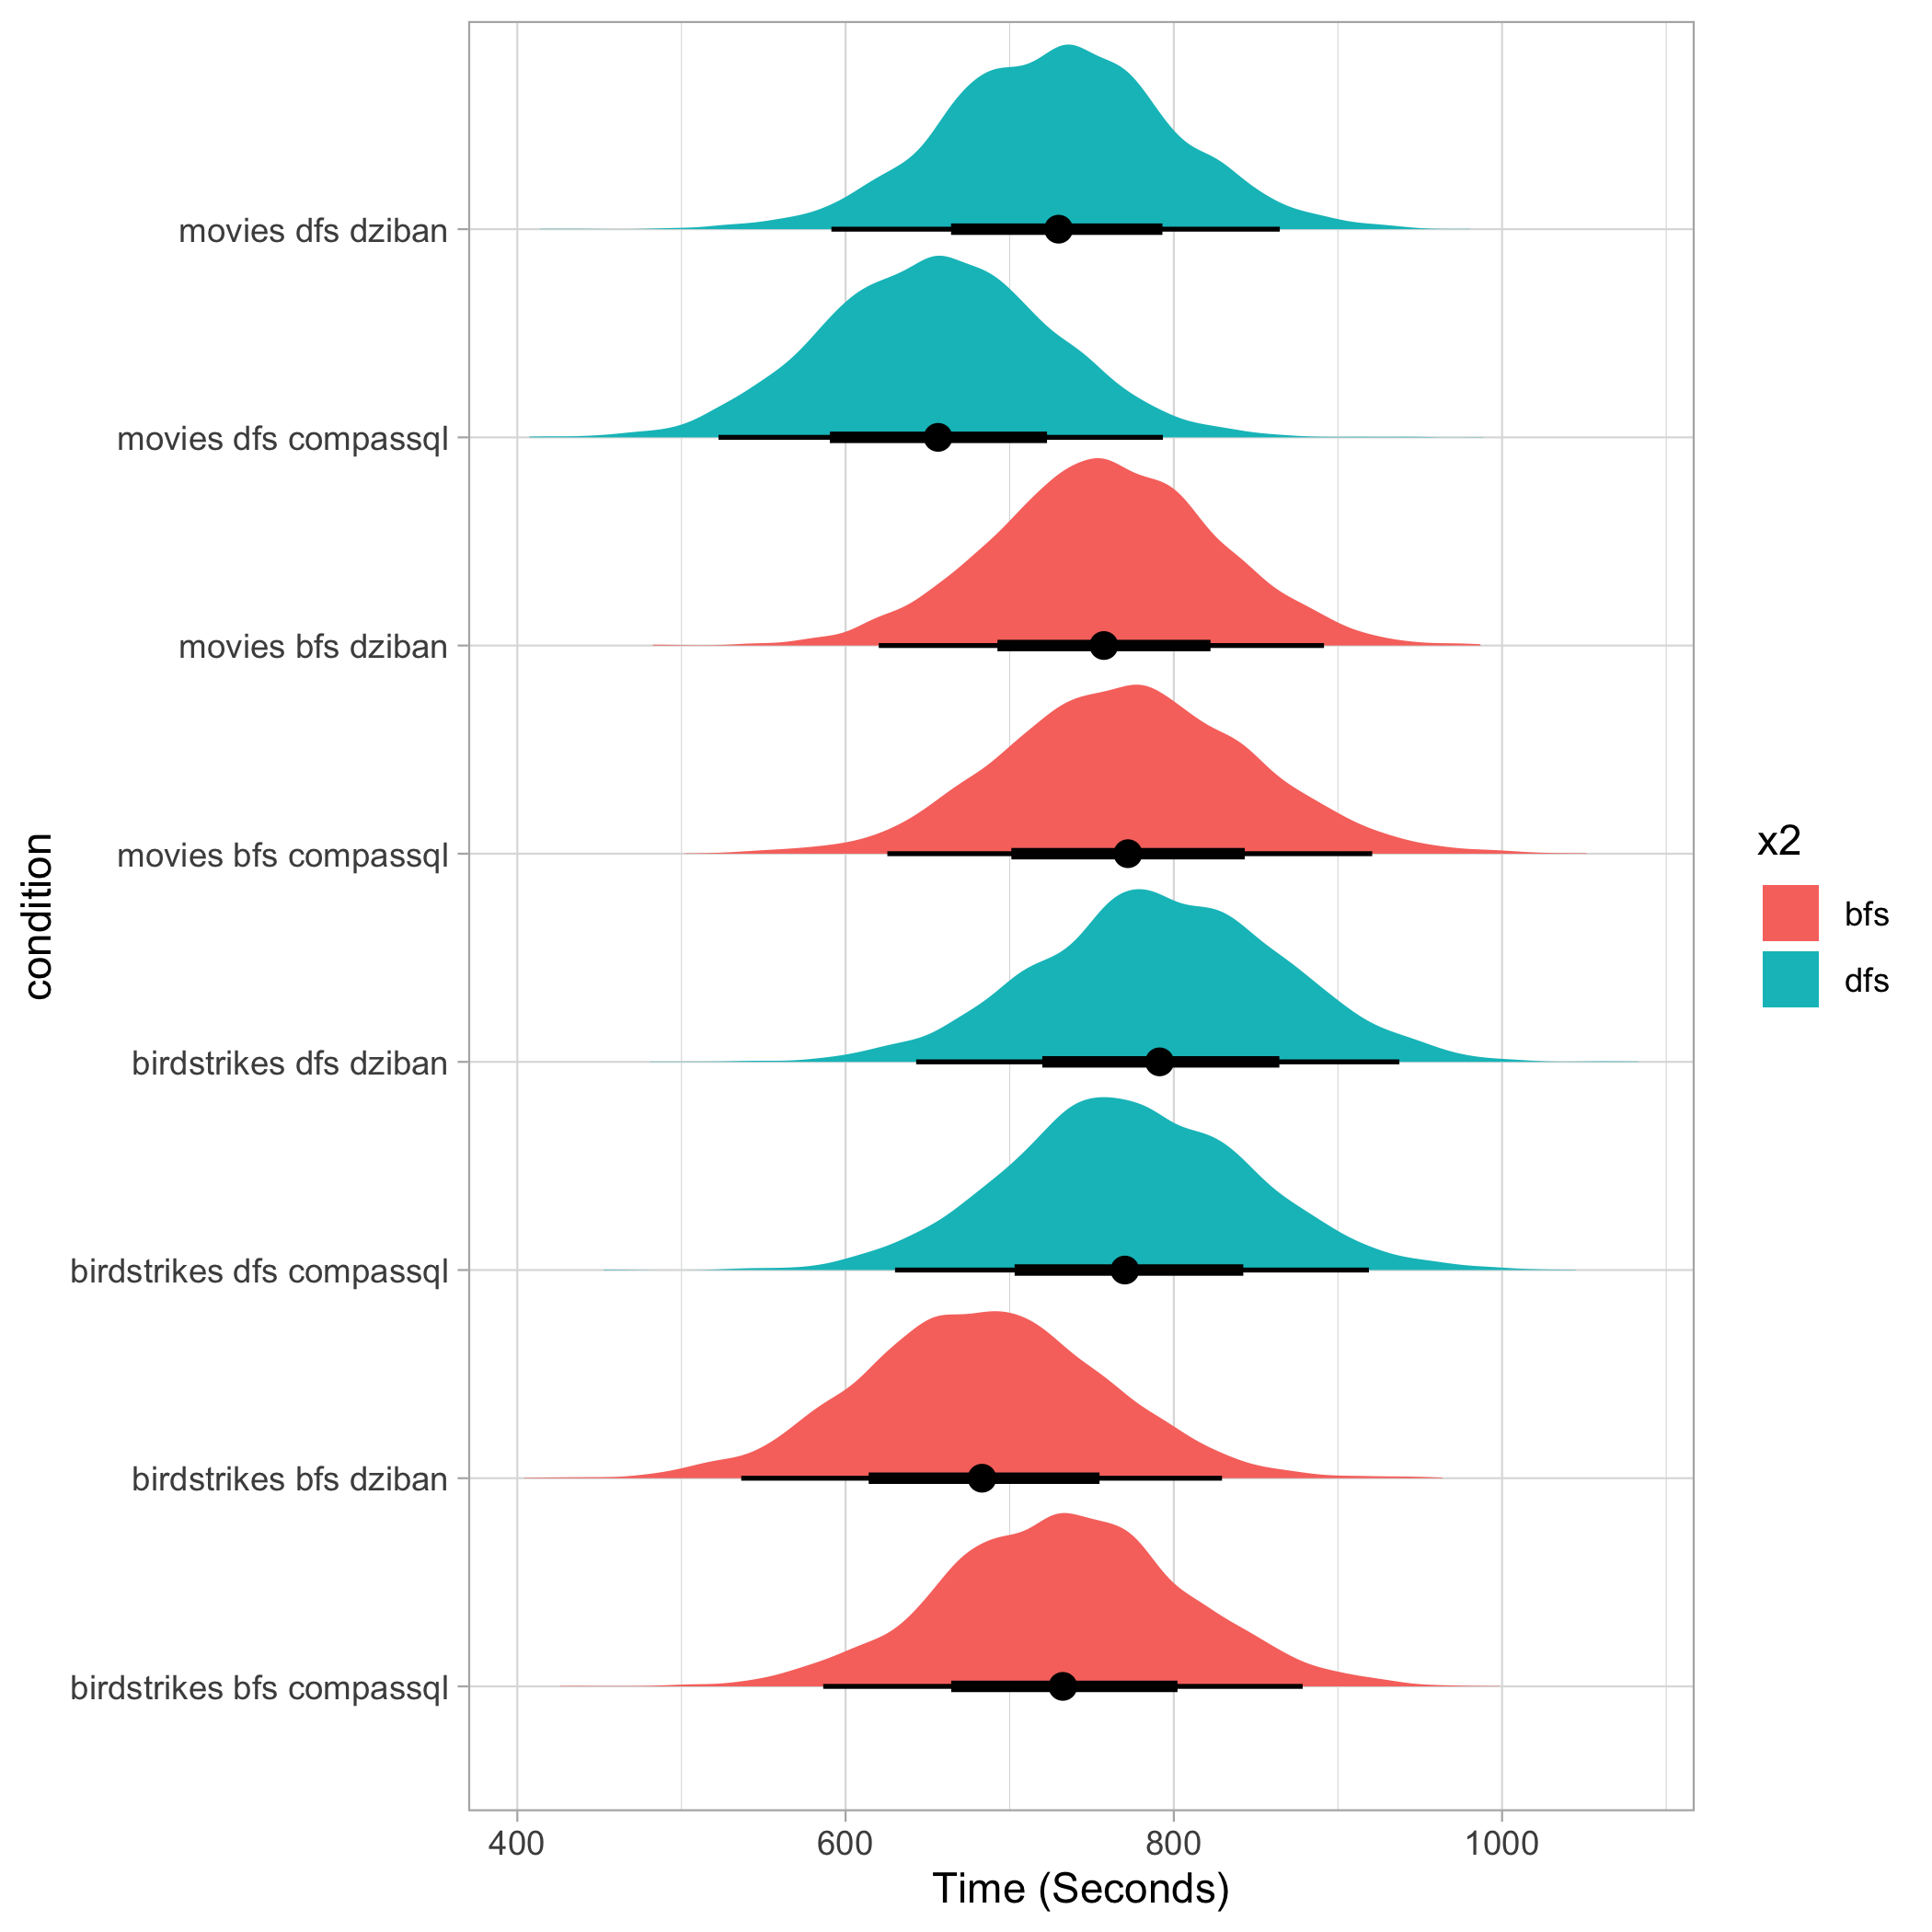 movies dfs dziban
movies dfs compassql
movies bfs dziban
movies bfs compassql
birdstrikes dfs dziban
birdstrikes dfs compassql
birdstrikes bfs dziban
birdstrikes bfs compassql
condition
400 600 800 1000
Time (Seconds)
x2
bfs
dfs